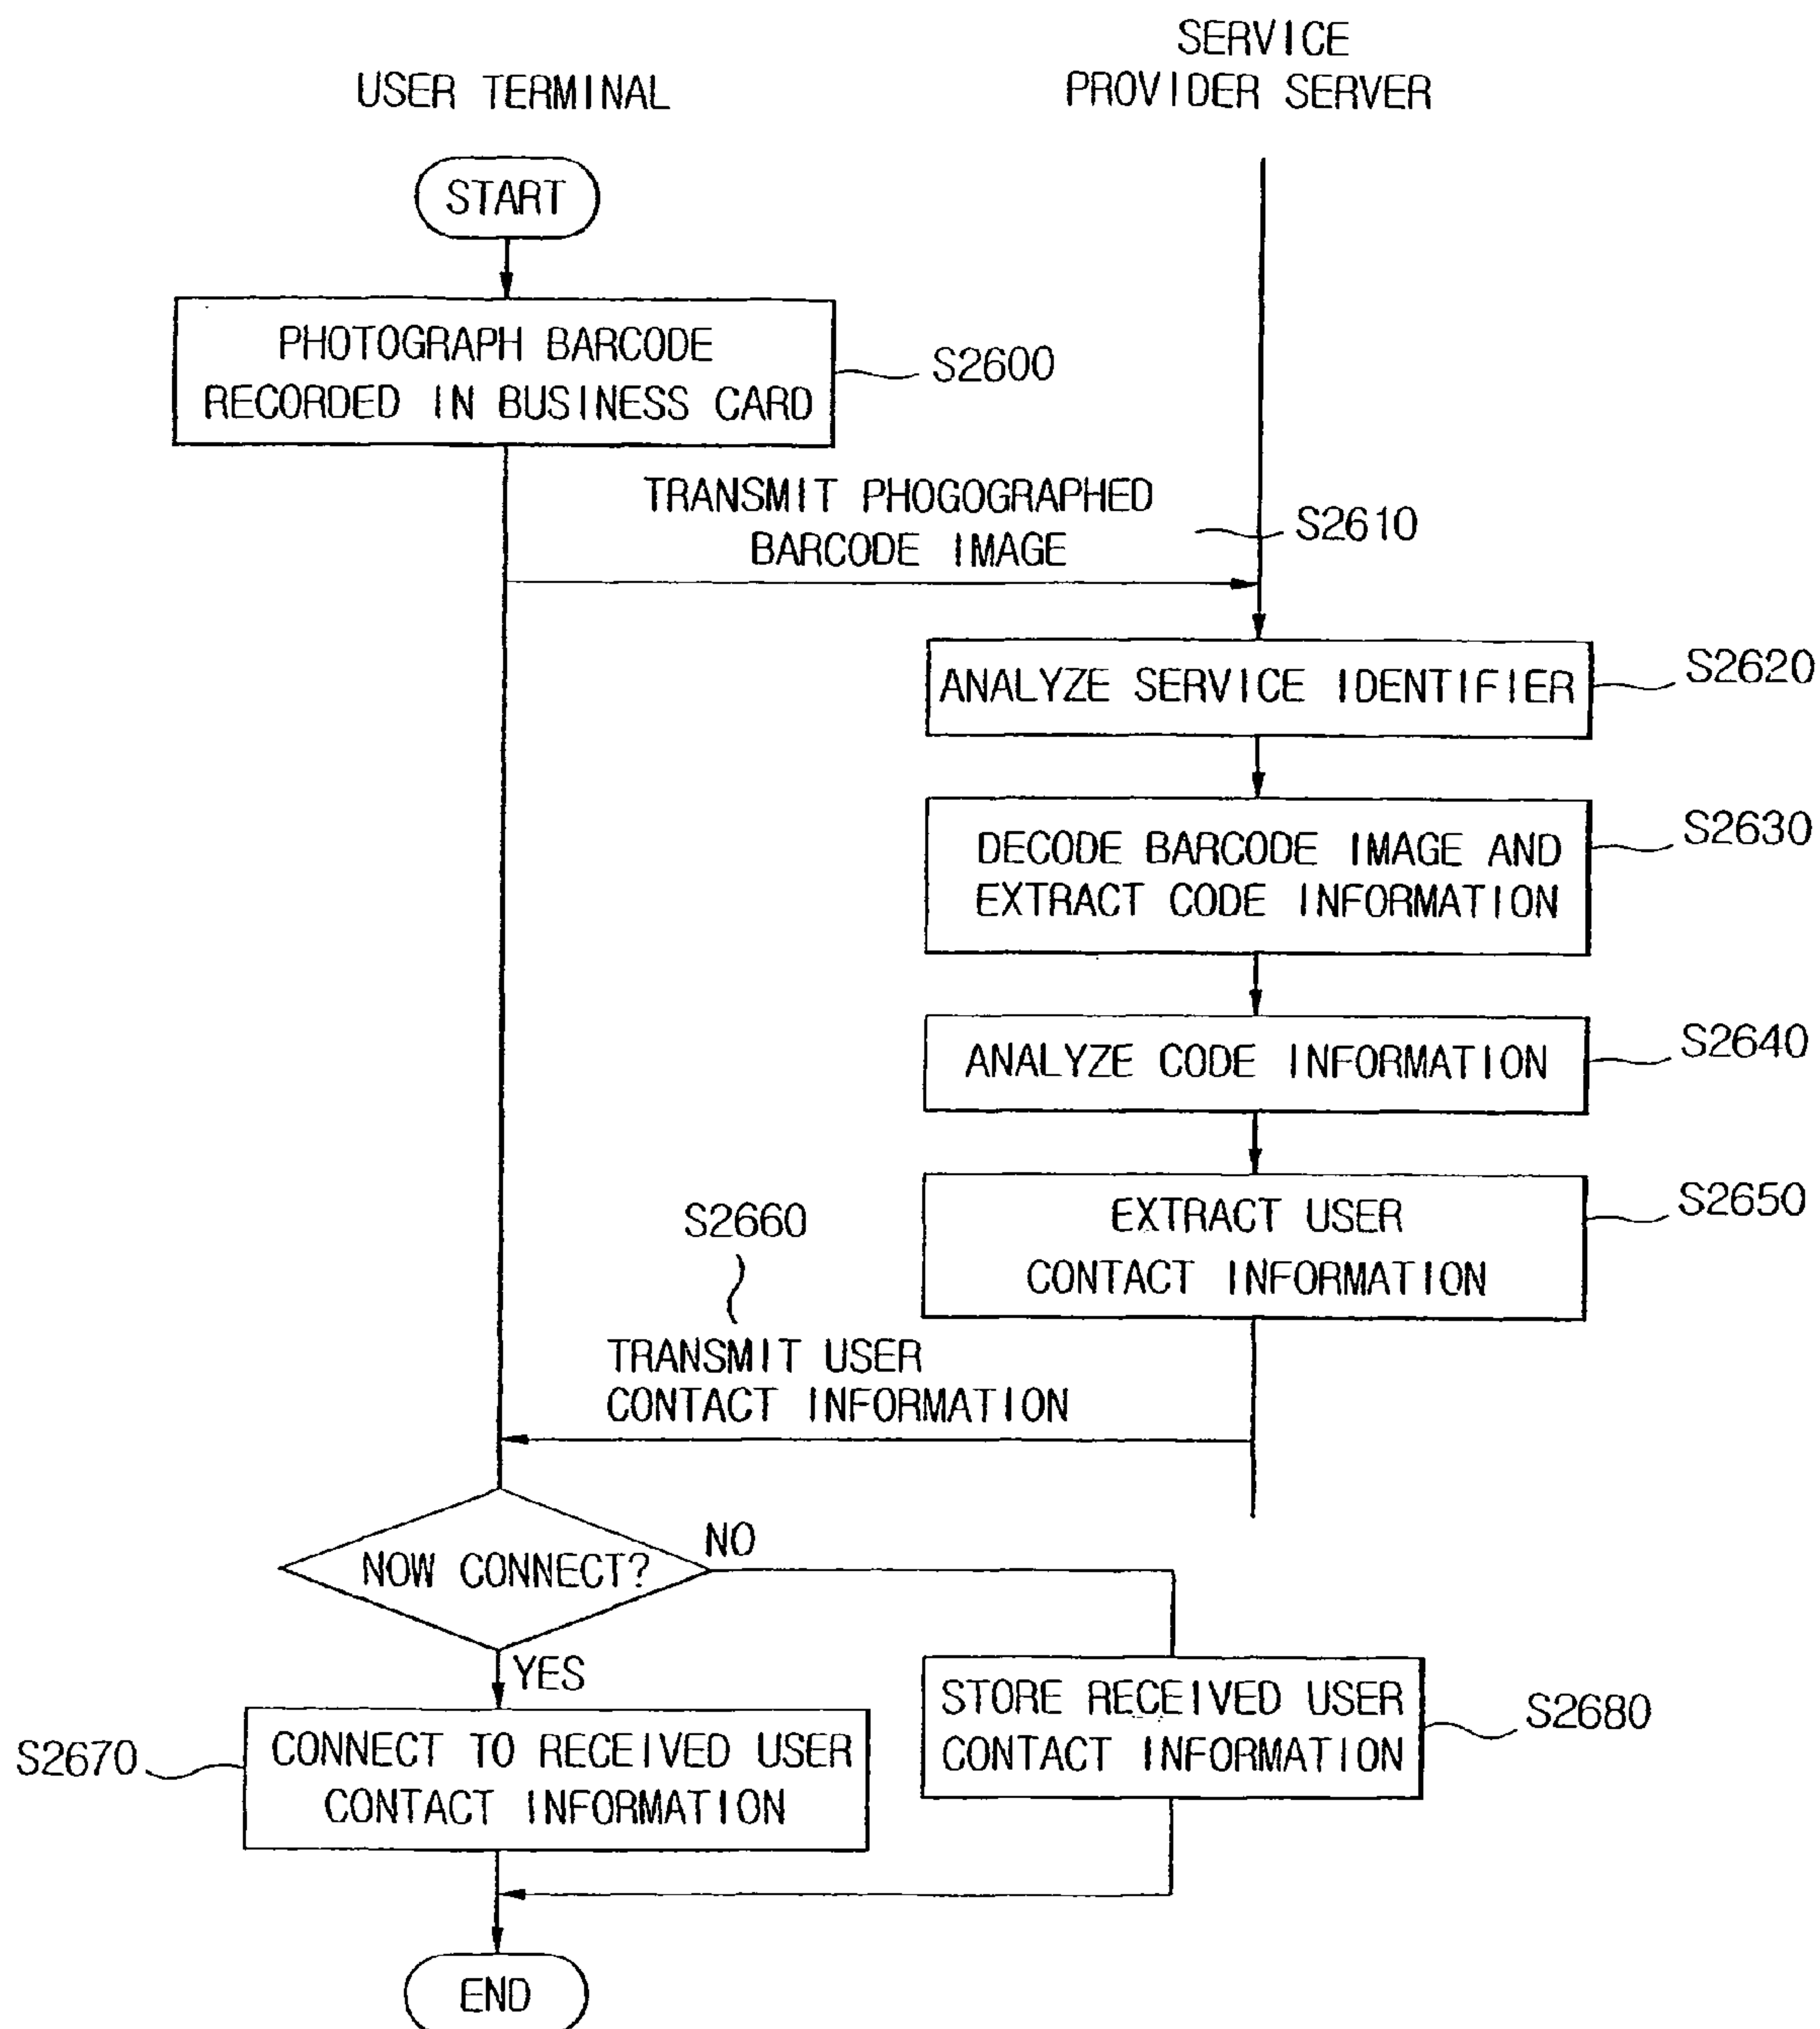 SERVICE
PROVIDER SERVER
USER TERMINAL
START
PHOTOGRAPH BARCODE
RECORDED IN BUSINESS CARD
S2600
TRANSMIT PHOGOGRAPHED
BARCODE IMAGE
S2610
ANALYZE SERVICE IDENTIFIER
S2620
DECODE BARCODE IMAGE AND
EXTRACT CODE INFORMATION
S2630
ANALYZE CODE INFORMATION
S2640
EXTRACT USER
CONTACT INFORMATION
S2650
S2660
TRANSMIT USER
CONTACT INFORMATION
NOW CONNECT?
NO
YES
STORE RECEIVED USER
CONTACT INFORMATION
S2680
S2670
CONNECT TO RECEIVED USER
CONTACT INFORMATION
END